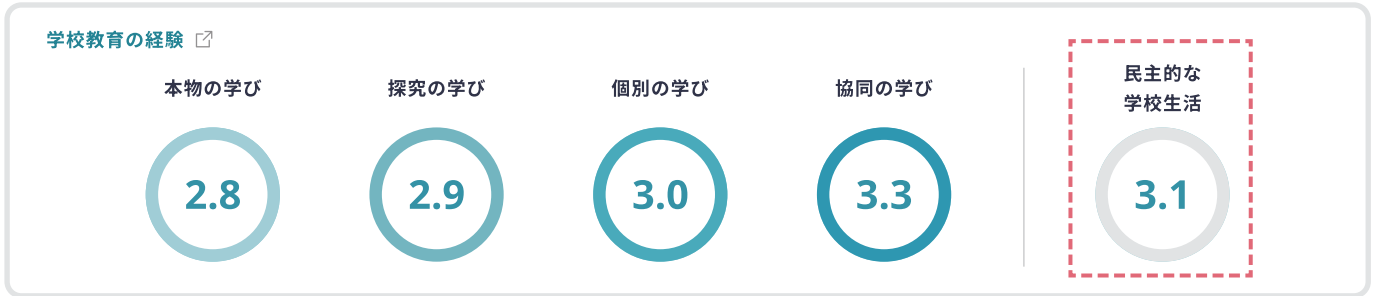 学校教育の経験
本物の学び
探究の学び
個別の学び
協同の学び
民主的な
学校生活
2.8
2.9
3.0
3.3
3.1